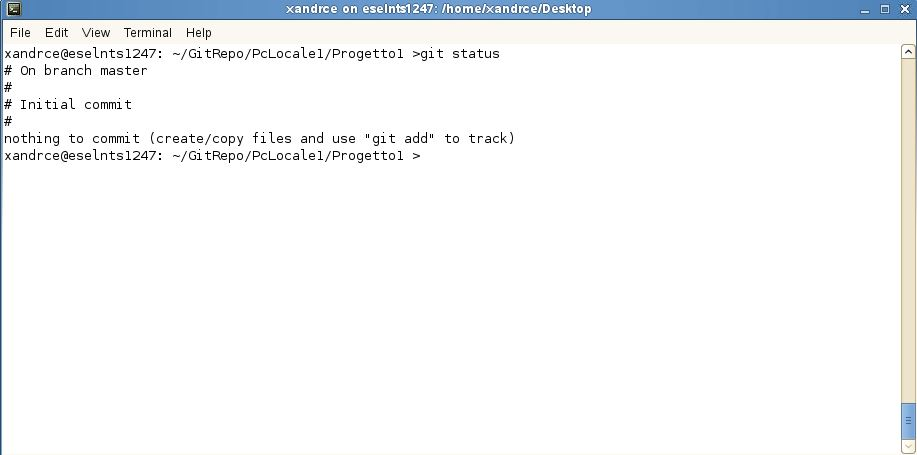 xandrce on eselnts1247: /home/xandrce/Desktop
File Edit View Terminal Help
xandrce@eselnts1247: ~/GitRepo/PcLocale1/Progetto1 >git status
# On branch master
#
# Initial commit
#
nothing to commit (create/copy files and use "git add" to track)
xandrce@eselnts1247: ~/GitRepo/PcLocale1/Progetto1 >